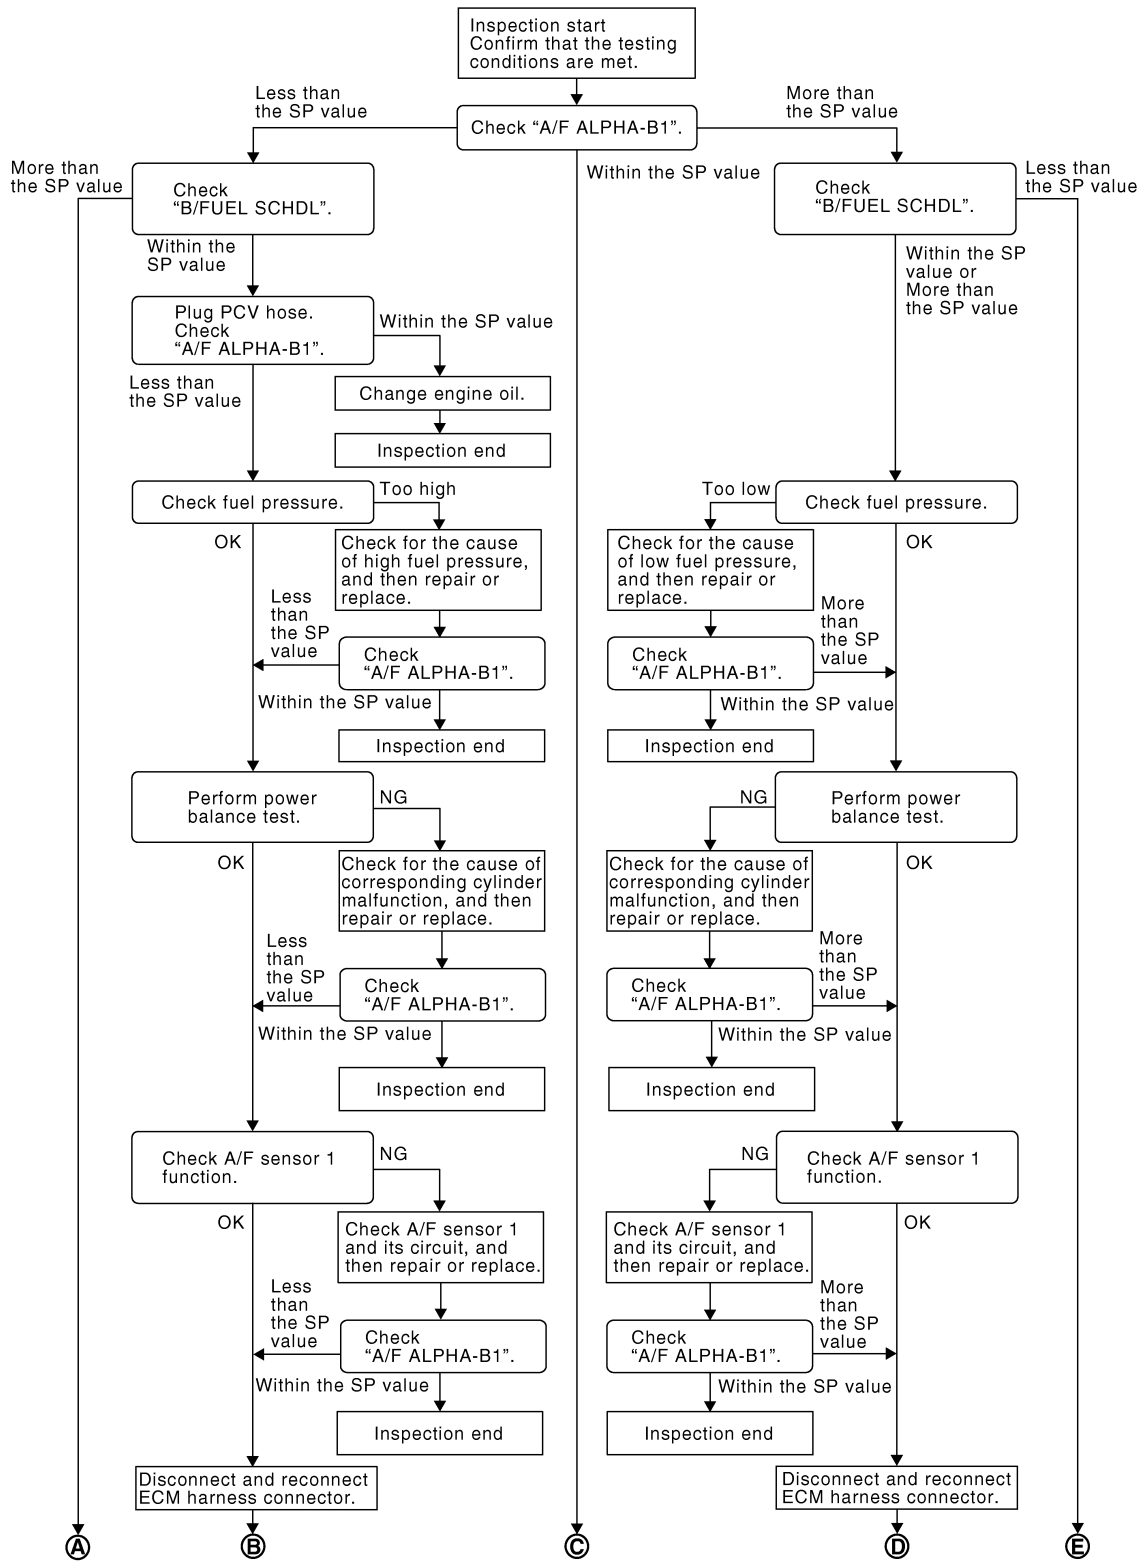 Inspection start
Confirm that the testing
conditions are met.
Less than
the SP value
More than
the SP value
Check “A/F ALPHA-B1”.
More than
the SP value
Check
“B/FUEL SCHDL”.
Within the SP value
Check
“B/FUEL SCHDL”.
Less than
the SP value
Within the
SP value
Within the SP
value or
More than
the SP value
Plug PCV hose.
Check
“A/F ALPHA-B1”.
Within the SP value
Less than
the SP value
Change engine oil.
Inspection end
Check fuel pressure.
Too high
Too low
Check fuel pressure.
OK
OK
Check for the cause
of high fuel pressure,
and then repair or
replace.
Check for the cause
of low fuel pressure,
and then repair or
replace.
Less
than
the SP
value
More
than
the SP
value
Check
“A/F ALPHA-B1”.
Check
“A/F ALPHA-B1”.
Within the SP value
Within the SP value
Inspection end
Inspection end
Perform power
balance test.
NG
NG
Perform power
balance test.
OK
OK
Check for the cause of
corresponding cylinder
malfunction, and then
repair or replace.
Check for the cause of
corresponding cylinder
malfunction, and then
repair or replace.
Less
than
the SP
value
More
than
the SP
value
Check
“A/F ALPHA-B1”.
Check
“A/F ALPHA-B1”.
Within the SP value
Within the SP value
Inspection end
Inspection end
Check A/F sensor 1
function.
NG
NG
Check A/F sensor 1
function.
OK
OK
Check A/F sensor 1
and its circuit, and
then repair or replace.
Check A/F sensor 1
and its circuit, and
then repair or replace.
Less
than
the SP
value
More
than
the SP
value
Check
“A/F ALPHA-B1”.
Check
“A/F ALPHA-B1”.
Within the SP value
Within the SP value
Inspection end
Inspection end
Disconnect and reconnect
ECM harness connector.
Disconnect and reconnect
ECM harness connector.
A
B
C
D
E